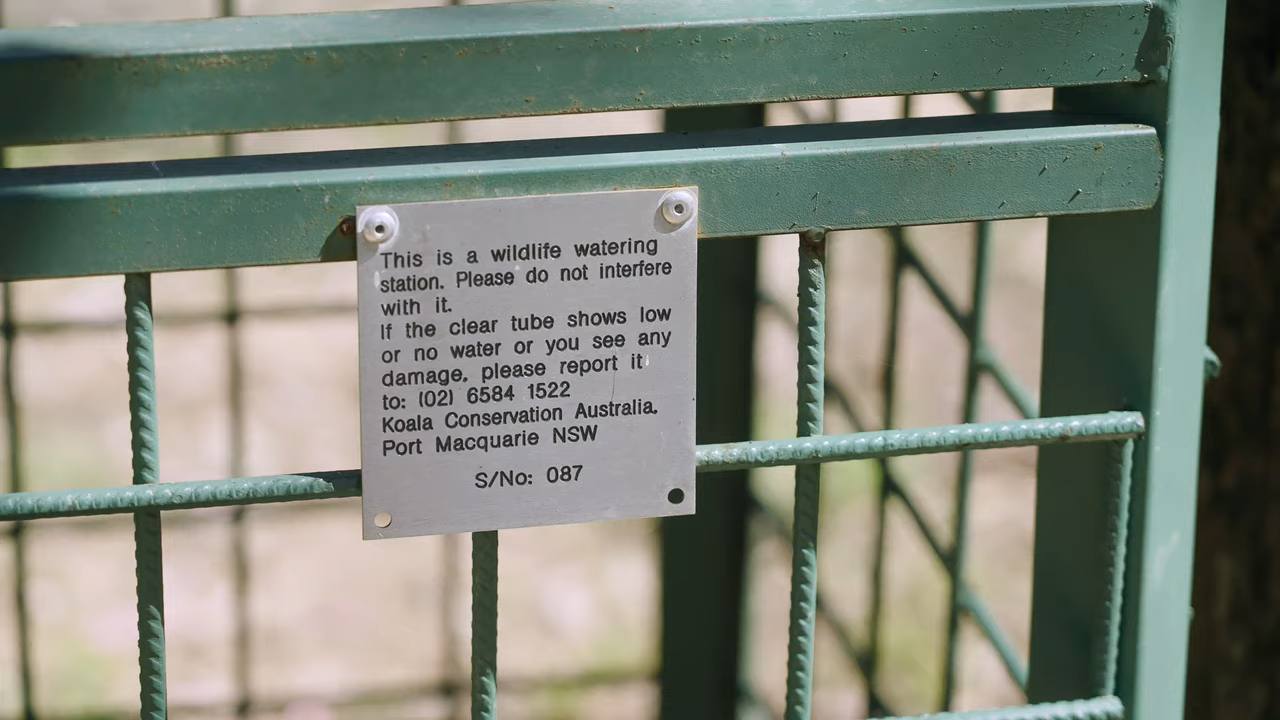 This is a wildlife watering
station. Please do not interfere
with it.
If the clear tube shows low
or no water or you see any
damage, please report it
to: (02) 6584 1522
Koala Conservation Australia.
Port Macquarie NSW
S/No: 087